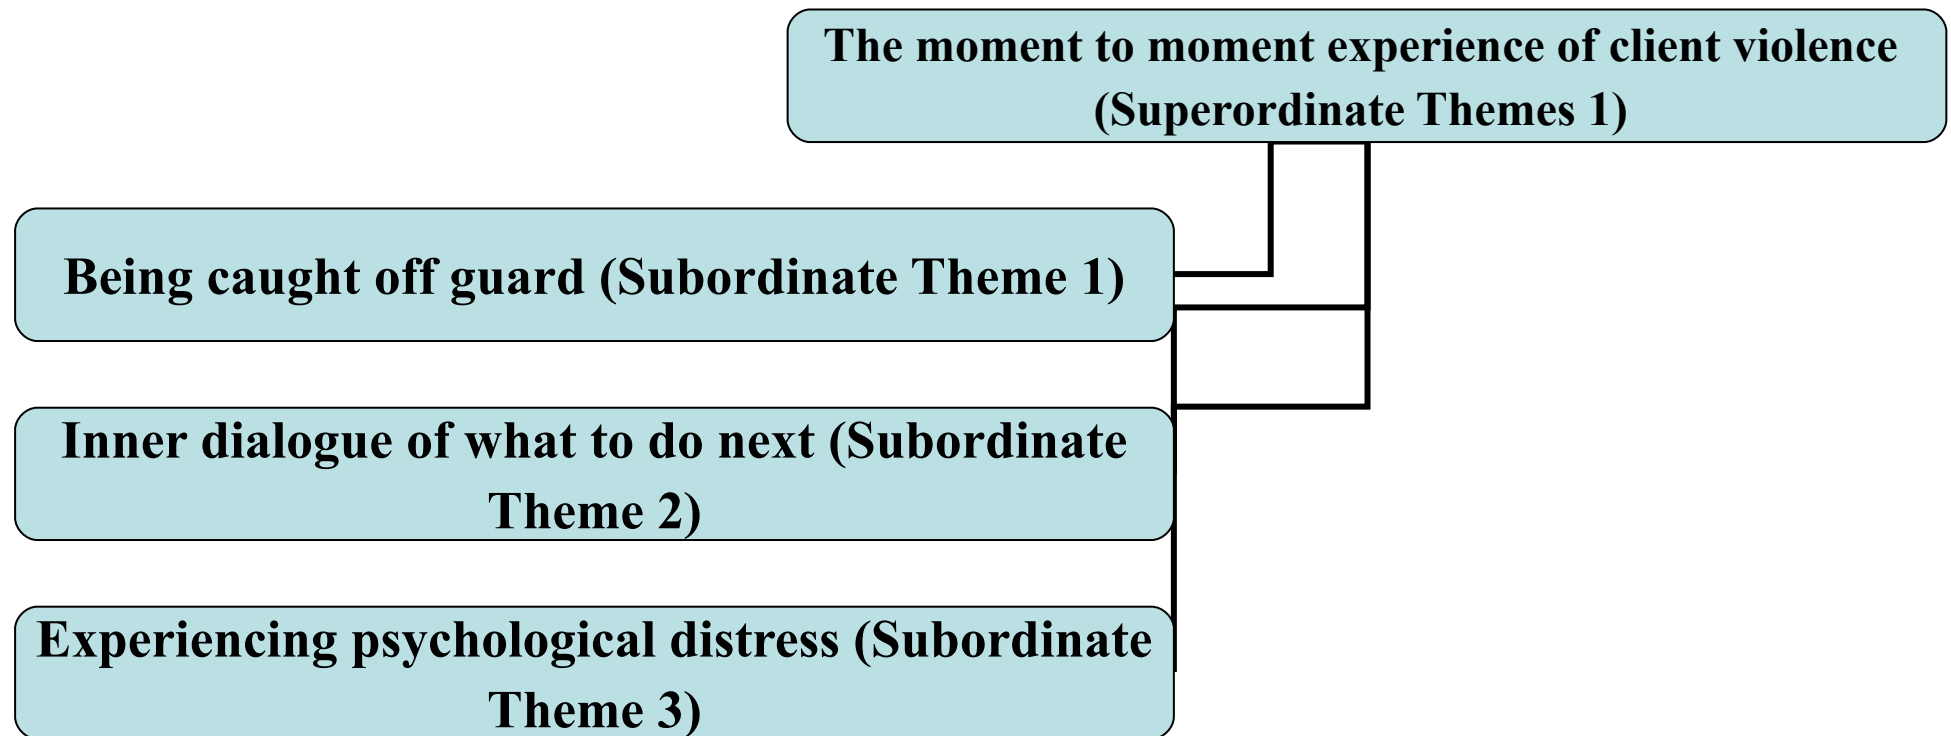 The moment to moment experience of client violence
(Superordinate Themes 1)
Being caught off guard (Subordinate Theme 1)
Inner dialogue of what to do next (Subordinate
Theme 2)
Experiencing psychological distress (Subordinate
Theme 3)